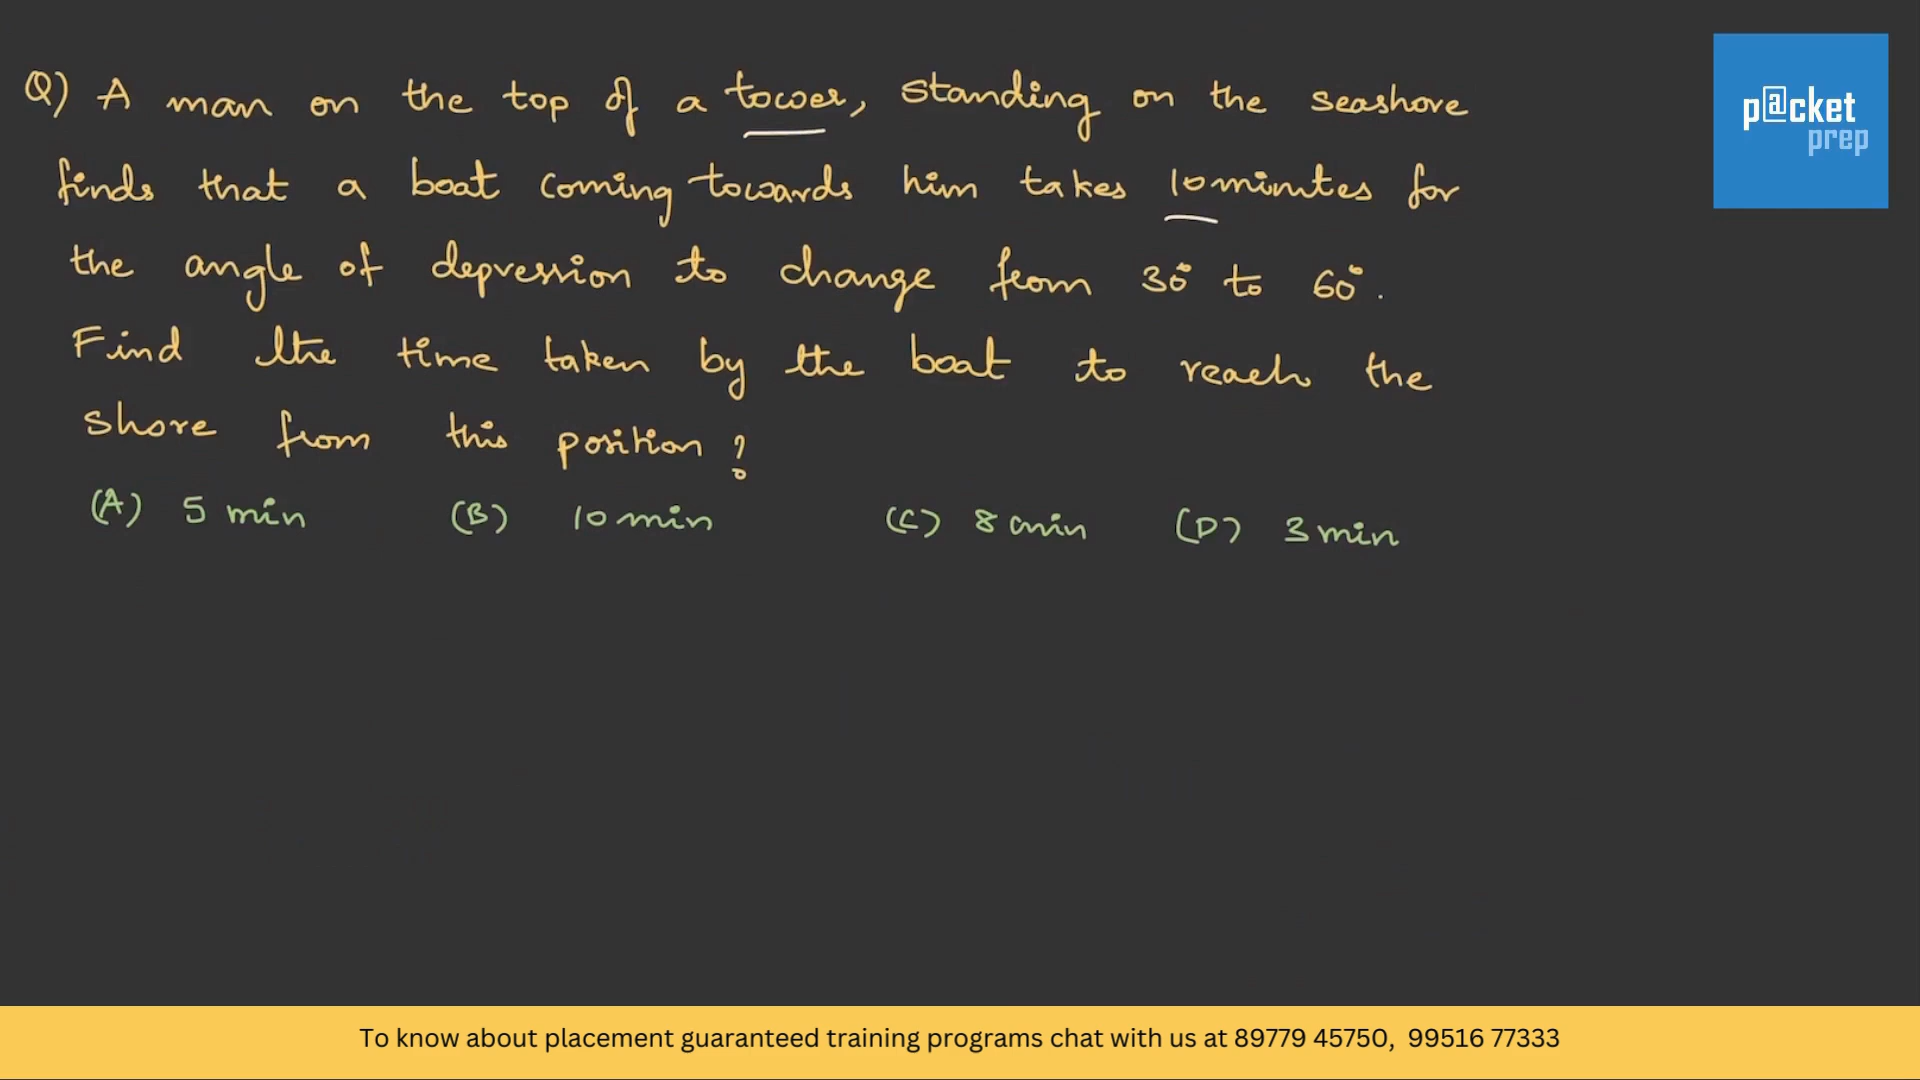 Q) A man on the top of a tower, standing on the seashore
finds that a boat coming towards him takes 10 minutes for
the angle of depression to change from 30° to 60°.
Find the time taken by the boat to reach the
shore from this position?
(A) 5 min (B) 10 min (C) 8 min (D) 3 min
p@cket
prep
To know about placement guaranteed training programs chat with us at 89779 45750, 99516 77333